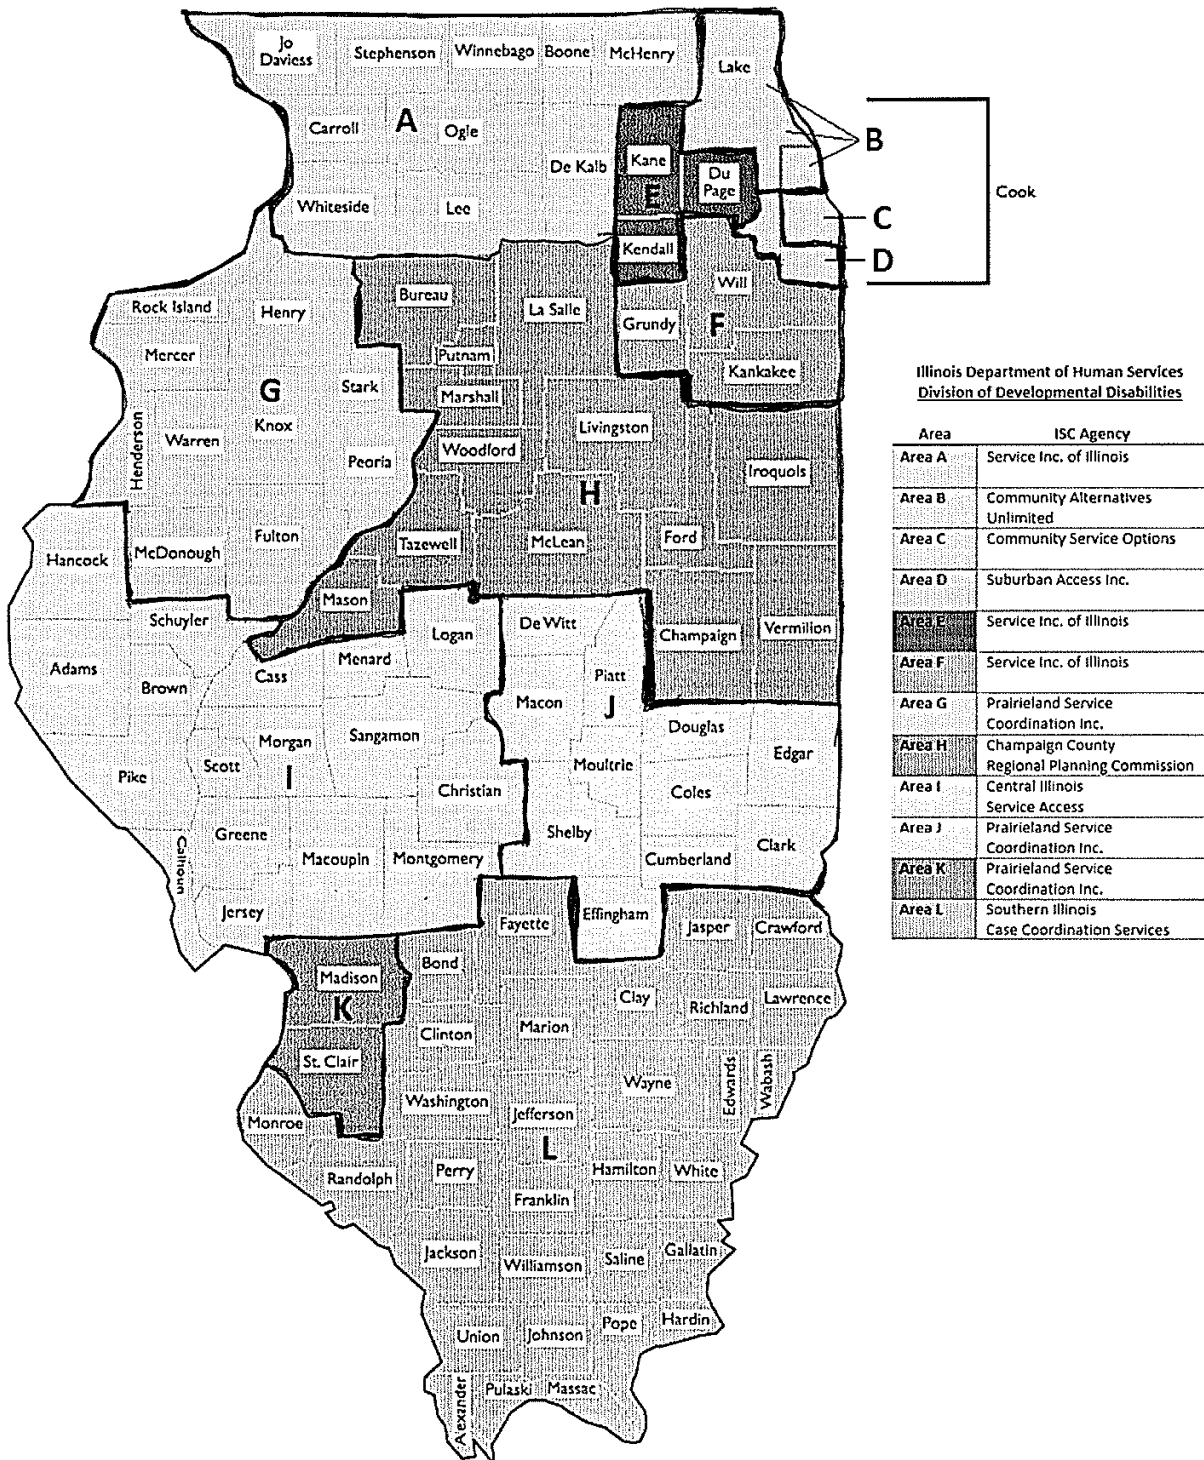 Jo
Daviess
Stephenson
Winnebago
Boone
McHenry
Lake
Carroll
A
Ogle
De Kalb
Kane
E
Du
Page
B
Cook
Whiteside
Lee
C
Kendall
D
Bureau
La Salle
Will
Rock Island
Henry
Grundy
F
Mercer
Putnam
Kankakee
G
Stark
Marshall
Henderson
Warren
Knox
Livingston
Peoria
Woodford
Iroquois
H
Hancock
McDonough
Fulton
Tazewell
McLean
Ford
Mason
Schuyler
Logan
De Witt
Champaign
Vermilion
Adams
Brown
Cass
Menard
Piatt
Macon
J
Morgan
Sangamon
Douglas
Edgar
Pike
Scott
I
Moultrie
Christian
Coles
Greene
Shelby
Calhoun
Macoupin
Montgomery
Cumberland
Clark
Jersey
Fayette
Effingham
Jasper
Crawford
Madison
K
Bond
Clay
Richland
Lawrence
Clinton
Marion
St. Clair
Wayne
Edwards
Wabash
Washington
Jefferson
Monroe
L
Randolph
Perry
Hamilton
White
Franklin
Jackson
Williamson
Saline
Gallatin
Union
Johnson
Pope
Hardin
Alexander
Pulaski
Massac
Illinois Department of Human Services
Division of Developmental Disabilities
Area ISC Agency
Area A Service Inc. of Illinois
Area B Community Alternatives
Unlimited
Area C Community Service Options
Area D Suburban Access Inc.
Area E Service Inc. of Illinois
Area F Service Inc. of Illinois
Area G Prairieland Service
Coordination Inc.
Area H Champaign County
Regional Planning Commission
Area I Central Illinois
Service Access
Area J Prairieland Service
Coordination Inc.
Area K Prairieland Service
Coordination Inc.
Area L Southern Illinois
Case Coordination Services